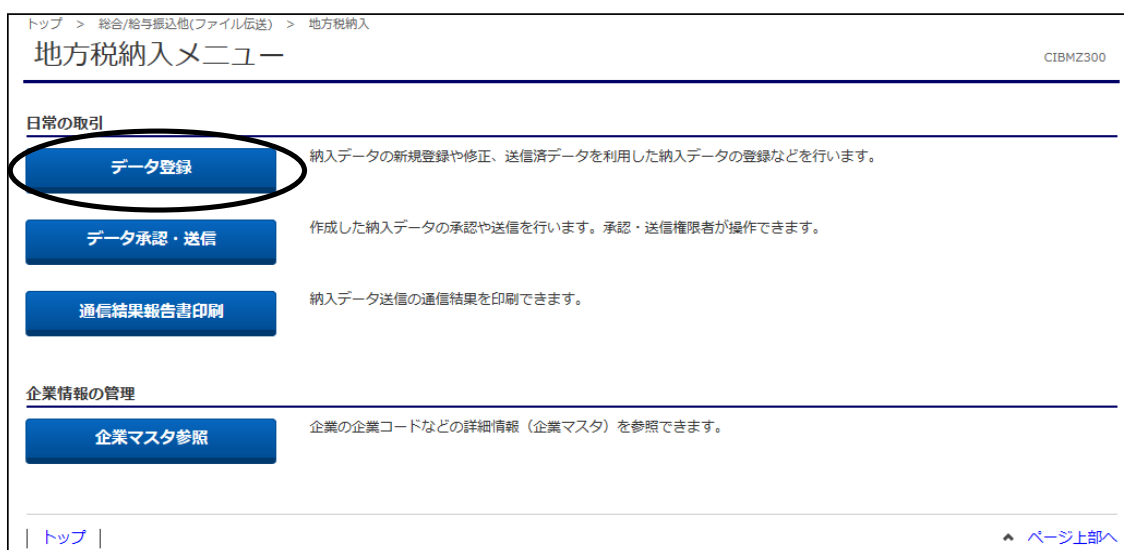 トップ > 総合/給与振込他(ファイル伝送) > 地方税納入
地方税納入メニュー
CIBMZ300
日常の取引
データ登録
納入データの新規登録や修正、送信済データを利用した納入データの登録などを行います。
データ承認・送信
作成した納入データの承認や送信を行います。承認・送信権限者が操作できます。
通信結果報告書印刷
納入データ送信の通信結果を印刷できます。
企業情報の管理
企業マスタ参照
企業の企業コードなどの詳細情報（企業マスタ）を参照できます。
| トップ |
ページ上部へ